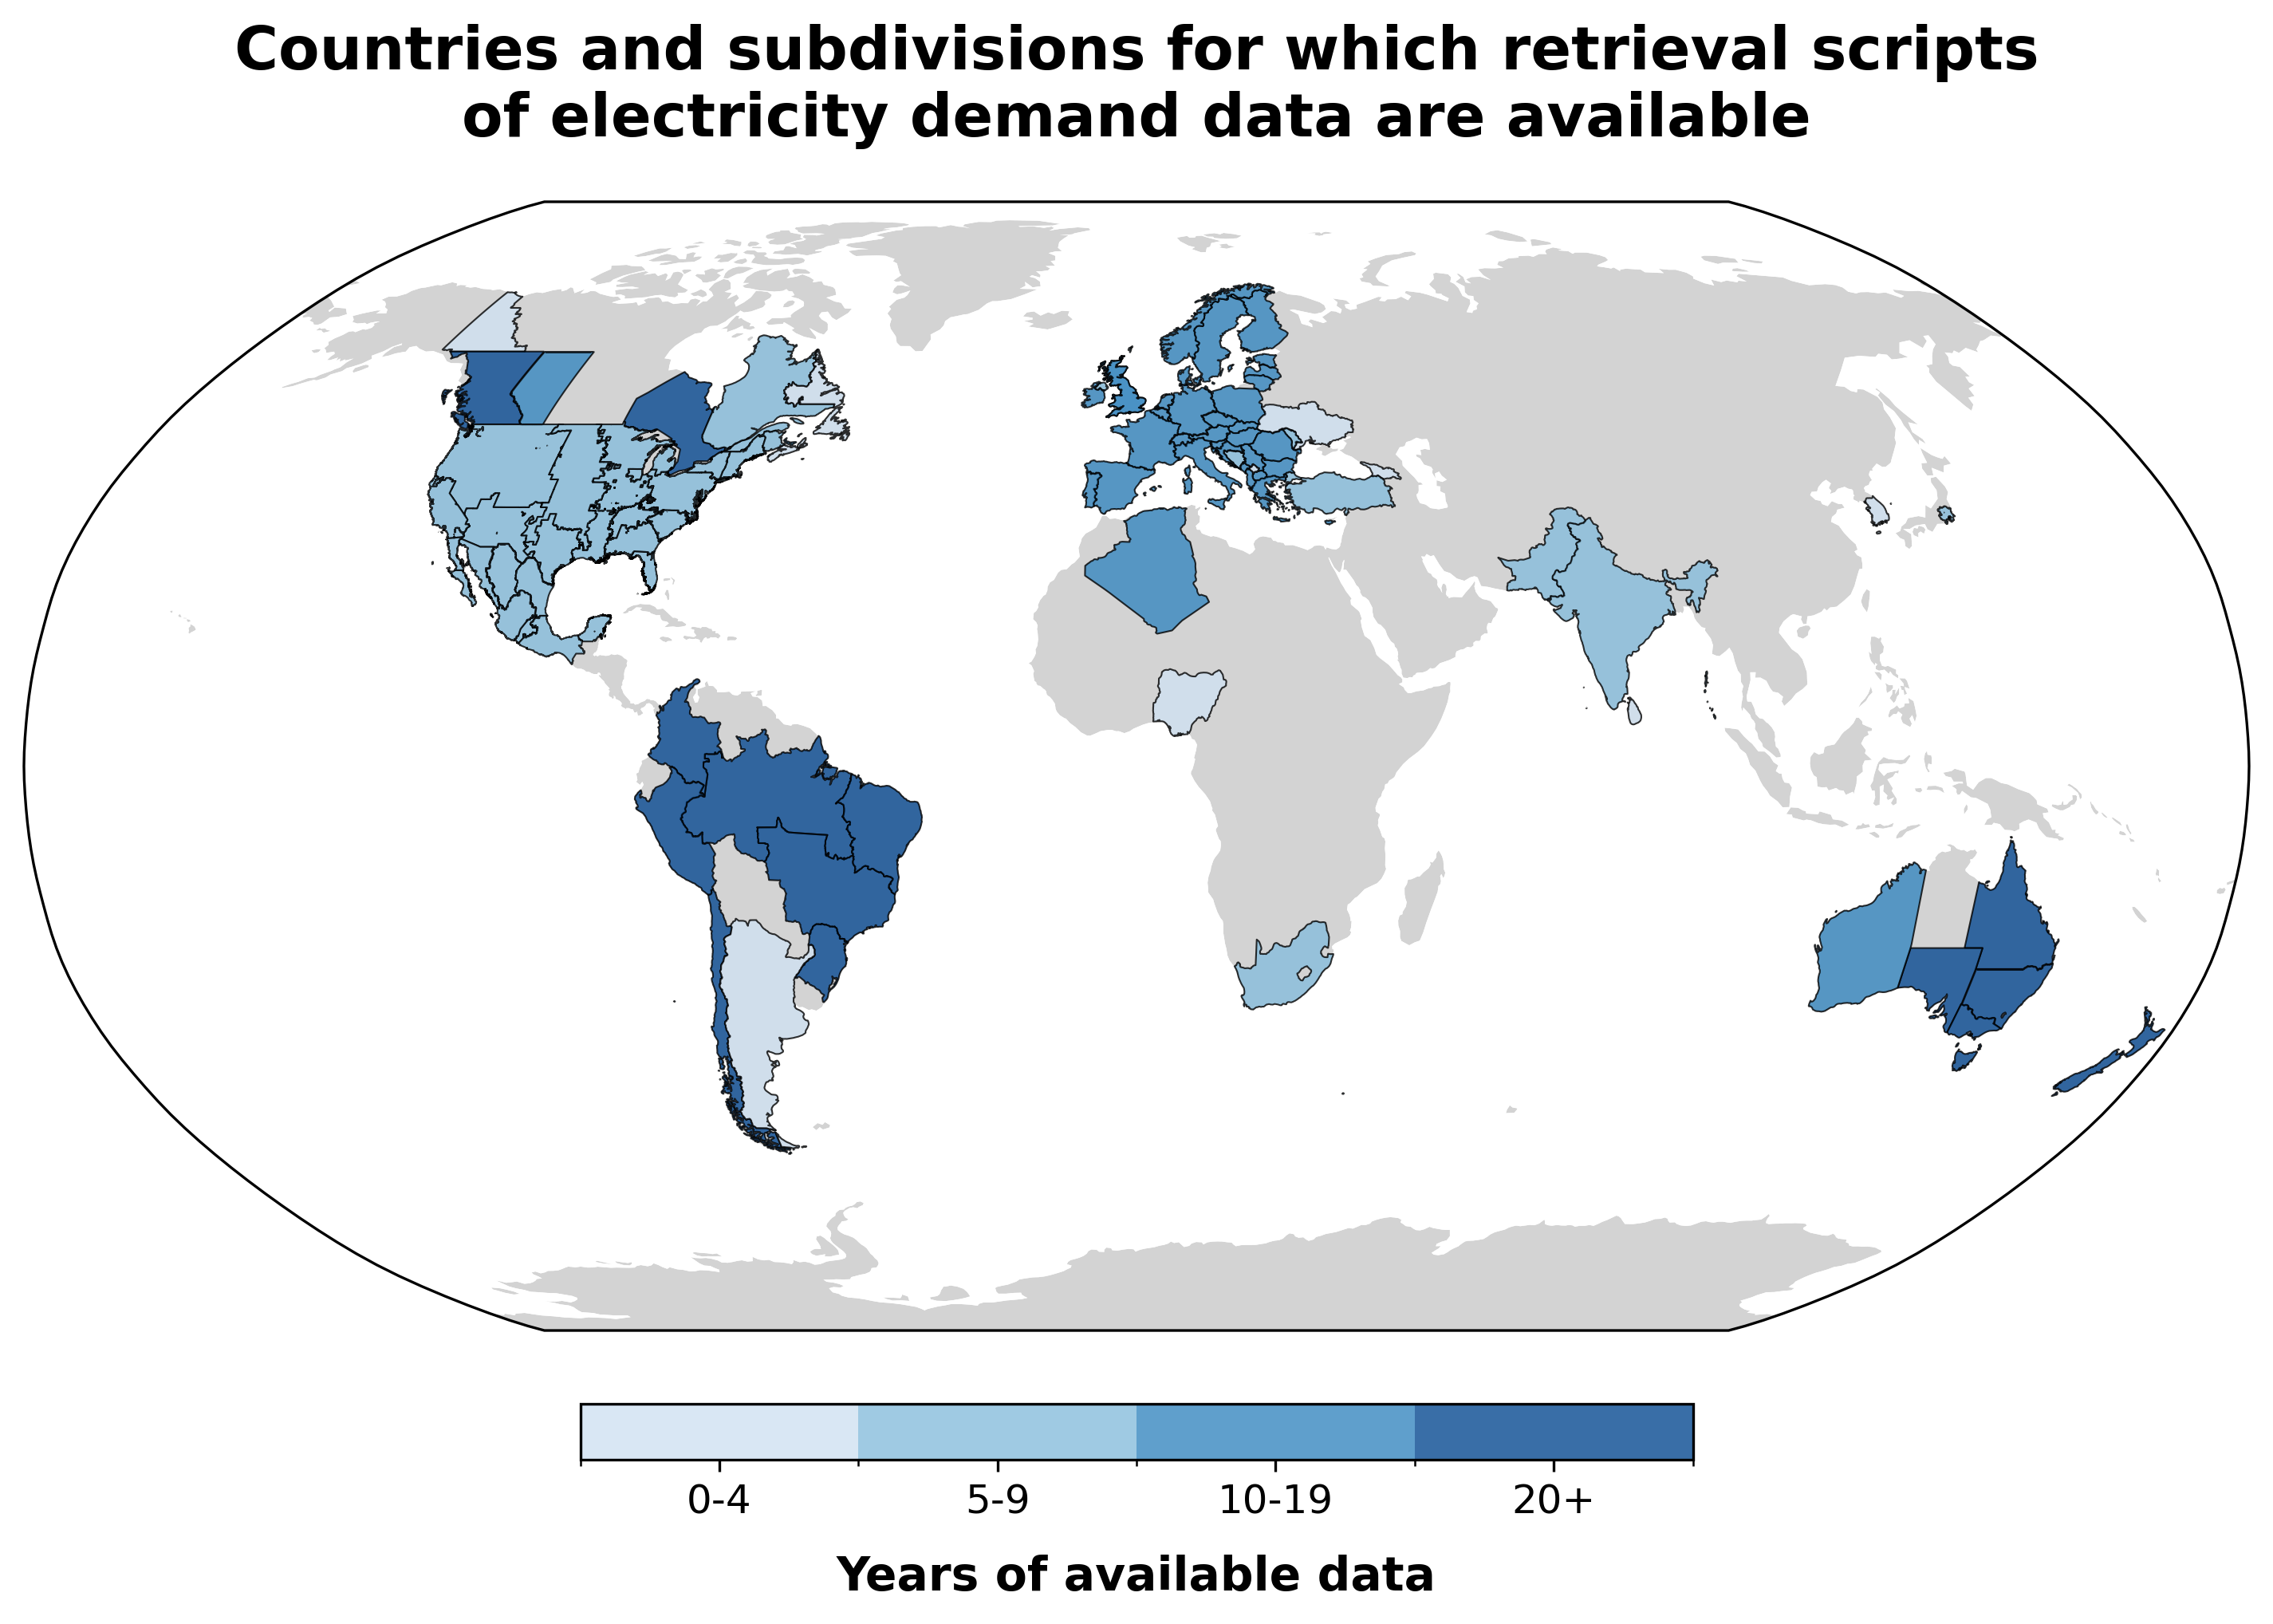 Countries and subdivisions for which retrieval scripts
of electricity demand data are available
0-4
5-9
10-19
20+
Years of available data